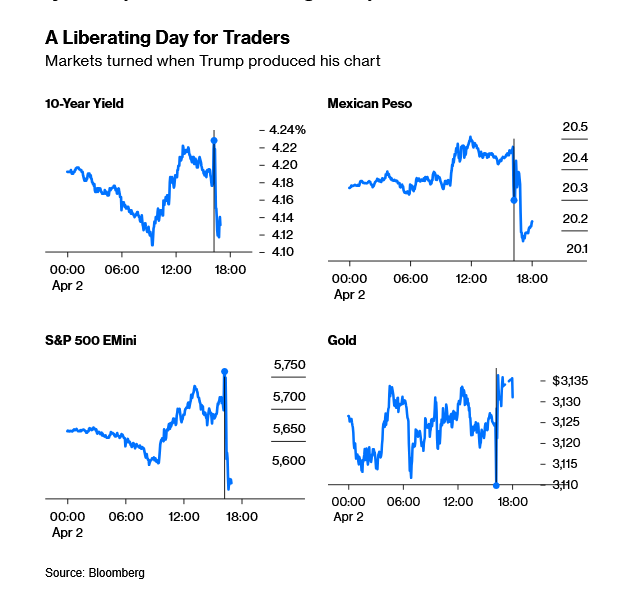 A Liberating Day for Traders
Markets turned when Trump produced his chart
10-Year Yield
4.24%
4.22
4.20
4.18
4.16
4.14
4.12
4.10
00:00 06:00 12:00 18:00
Apr 2
Mexican Peso
20.5
20.4
20.3
20.2
20.1
00:00 06:00 12:00 18:00
Apr 2
S&P 500 EMini
5,750
5,700
5,650
5,600
00:00 06:00 12:00 18:00
Apr 2
Gold
$3,135
3,130
3,125
3,120
3,115
3,110
00:00 06:00 12:00 18:00
Apr 2
Source: Bloomberg